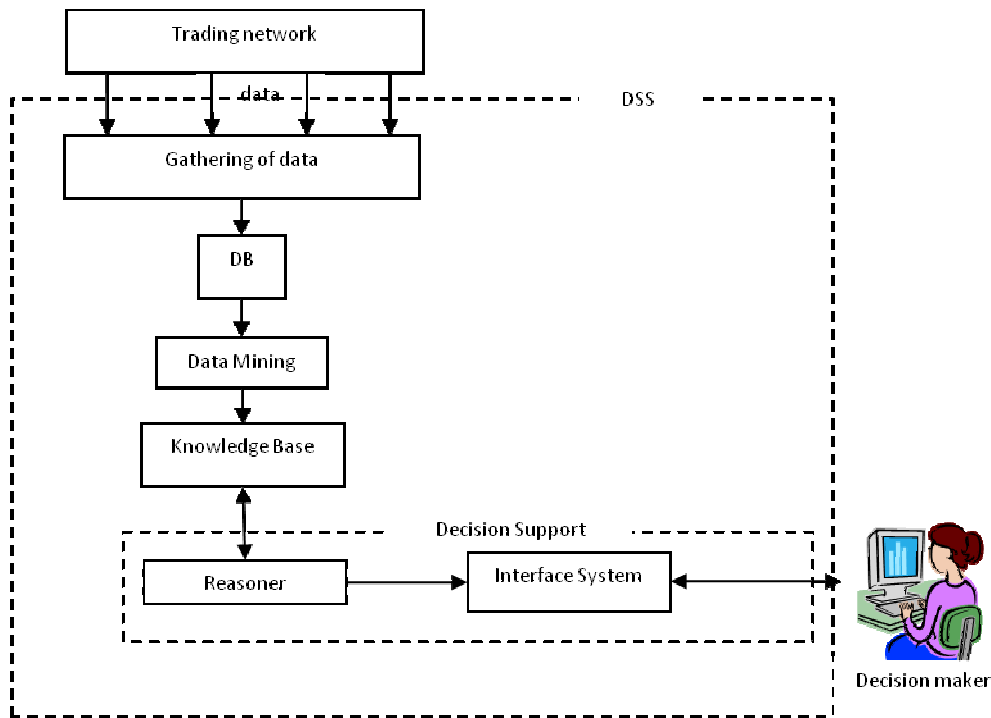 Trading network
data
DSS
Gathering of data
DB
Data Mining
Knowledge Base
Decision Support
Reasoner
Interface System
Decision maker